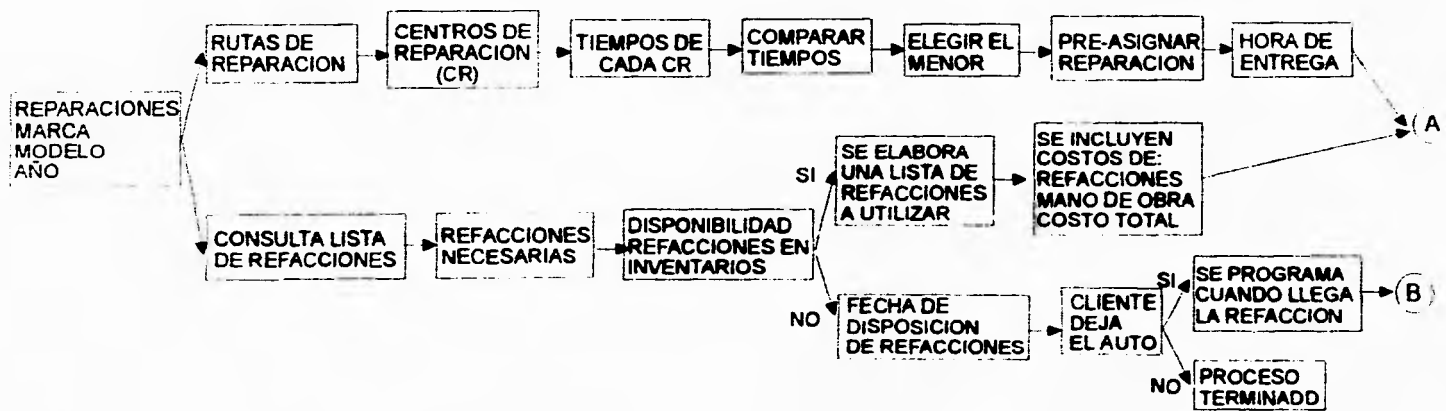 REPARACIONES
MARCA
MODELO
AÑO
RUTAS DE
REPARACION
CENTROS DE
REPARACION
(CR)
TIEMPOS DE
CADA CR
COMPARAR
TIEMPOS
ELEGIR EL
MENOR
PRE-ASIGNAR
REPARACION
HORA DE
ENTREGA
A
CONSULTA LISTA
DE REFACCIONES
REFACCIONES
NECESARIAS
DISPONIBILIDAD
REFACCIONES EN
INVENTARIOS
SI
SE ELABORA
UNA LISTA DE
REFACCIONES
A UTILIZAR
SE INCLUYEN
COSTOS DE:
REFACCIONES
MANO DE OBRA
COSTO TOTAL
NO
FECHA DE
DISPOSICION
DE REFACCIONES
CLIENTE
DEJA
EL AUTO
SI
SE PROGRAMA
CUANDO LLEGA
LA REFACCION
B
NO
PROCESO
TERMINADD